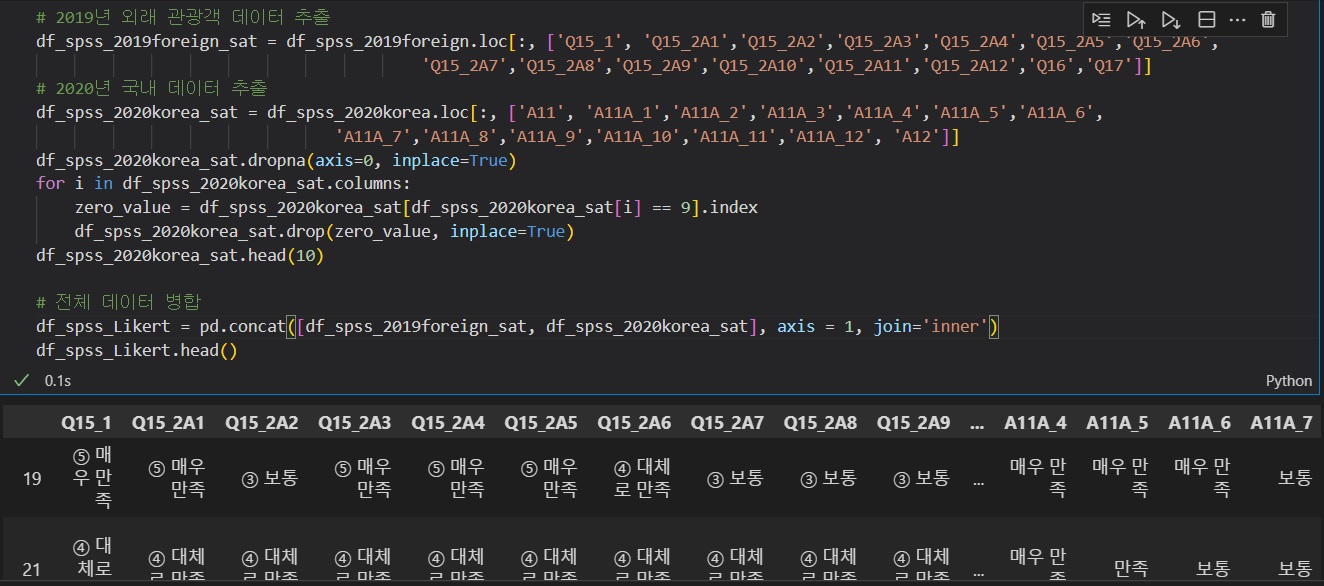 # 2019년 외래 관광객 데이터 추출
df_spss_2019foreign_sat = df_spss_2019foreign.loc[:, ['Q15_1', 'Q15_2A1','Q15_2A2','Q15_2A3','Q15_2A4','Q15_2A5','Q15_2A6',
'Q15_2A7','Q15_2A8','Q15_2A9','Q15_2A10','Q15_2A11','Q15_2A12','Q16','Q17']]
# 2020년 국내 데이터 추출
df_spss_2020korea_sat = df_spss_2020korea.loc[:, ['A11', 'A11A_1','A11A_2','A11A_3','A11A_4','A11A_5','A11A_6',
'A11A_7','A11A_8','A11A_9','A11A_10','A11A_11','A11A_12', 'A12']]
df_spss_2020korea_sat.dropna(axis=0, inplace=True)
for i in df_spss_2020korea_sat.columns:
zero_value = df_spss_2020korea_sat[df_spss_2020korea_sat[i] == 9].index
df_spss_2020korea_sat.drop(zero_value, inplace=True)
df_spss_2020korea_sat.head(10)
# 전체 데이터 병합
df_spss_Likert = pd.concat([df_spss_2019foreign_sat, df_spss_2020korea_sat], axis = 1, join='inner')
df_spss_Likert.head()
0.1s Python
Q15_1 Q15_2A1 Q15_2A2 Q15_2A3 Q15_2A4 Q15_2A5 Q15_2A6 Q15_2A7 Q15_2A8 Q15_2A9 ... A11A_4 A11A_5 A11A_6 A11A_7
19 ⑤ 매우 만족 ⑤ 매우 만족 ③ 보통 ⑤ 매우 만족 ⑤ 매우 만족 ⑤ 매우 만족 ④ 대체로 만족 ③ 보통 ③ 보통 ③ 보통 ... 매우 만족 매우 만족 매우 만족 보통
21 ④ 대체로 ④ 대체로 만족 ④ 대체로 만족 ④ 대체로 만족 ④ 대체로 만족 ④ 대체로 만족 ④ 대체로 만족 ④ 대체로 만족 ④ 대체로 만족 ④ 대체로 만족 ... 매우 만족 만족 보통 보통